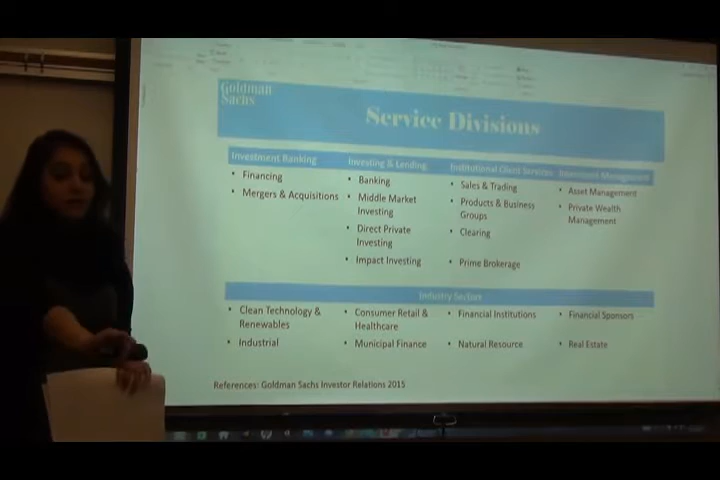 Goldman
Sachs
Service Divisions
Investment Banking
• Financing
• Mergers & Acquisitions
Investing & Lending
• Banking
• Middle Market
Investing
• Direct Private
Investing
• Impact Investing
Institutional Client Services
• Sales & Trading
• Products & Business
Groups
• Clearing
• Prime Brokerage
Investment Management
• Asset Management
• Private Wealth
Management
Industry Sectors
• Clean Technology &
Renewables
• Industrial
• Consumer Retail &
Healthcare
• Municipal Finance
• Financial Institutions
• Natural Resource
• Financial Sponsors
• Real Estate
References: Goldman Sachs Investor Relations 2015